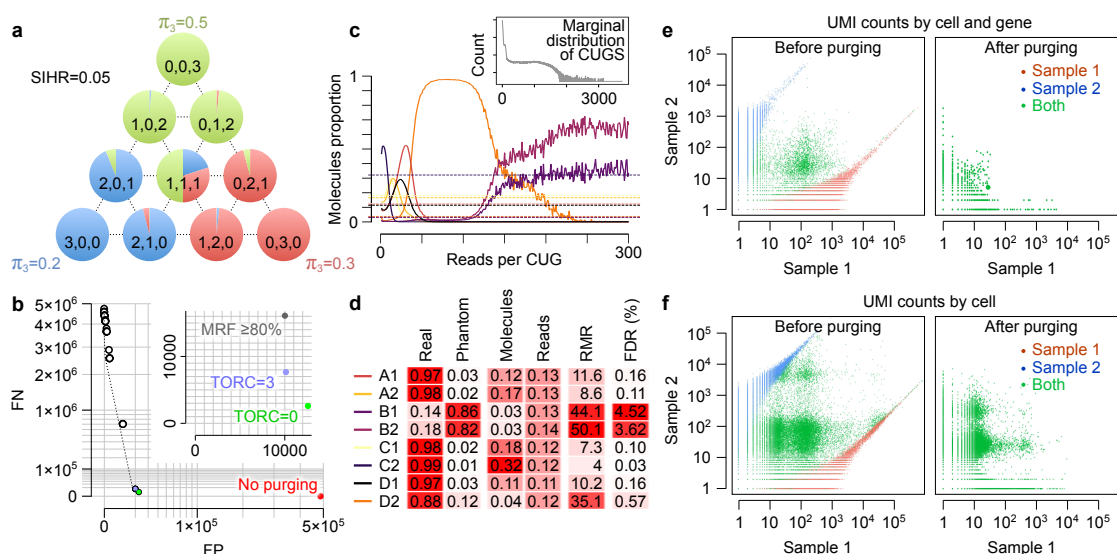 a
π3=0.5
SIHR=0.05
0,0,3
1,0,2
0,1,2
2,0,1
1,1,1
0,2,1
3,0,0
2,1,0
1,2,0
0,3,0
π3=0.2
π3=0.3
b
5×10⁶
4×10⁶
3×10⁶
2×10⁶
1×10⁶
1×10⁵
0
FN
0
1×10⁵
5×10⁵
FP
No purging
MRF ≥80%
TORC=3
TORC=0
10000
0
0
10000
c
Marginal
distribution
of CUGS
Count
0
3000
Molecules proportion
1
0
0
300
Reads per CUG
d
Real
Phantom
Molecules
Reads
RMR
FDR (%)
A1 0.97 0.03 0.12 0.13 11.6 0.16
A2 0.98 0.02 0.17 0.13 8.6 0.11
B1 0.14 0.86 0.03 0.13 44.1 4.52
B2 0.18 0.82 0.03 0.14 50.1 3.62
C1 0.98 0.02 0.18 0.12 7.3 0.10
C2 0.99 0.01 0.32 0.12 4 0.03
D1 0.97 0.03 0.11 0.11 10.2 0.16
D2 0.88 0.12 0.04 0.12 35.1 0.57
e
UMI counts by cell and gene
Before purging
After purging
Sample 1
Sample 2
Both
Sample 2
10⁵
10⁴
10³
10²
10
1
1 10 10² 10³ 10⁴ 10⁵
1 10 10² 10³ 10⁴ 10⁵
Sample 1
Sample 1
f
UMI counts by cell
Before purging
After purging
Sample 1
Sample 2
Both
Sample 2
10⁵
10⁴
10³
10²
10
1
1 10 10² 10³ 10⁴ 10⁵
1 10 10² 10³ 10⁴ 10⁵
Sample 1
Sample 1